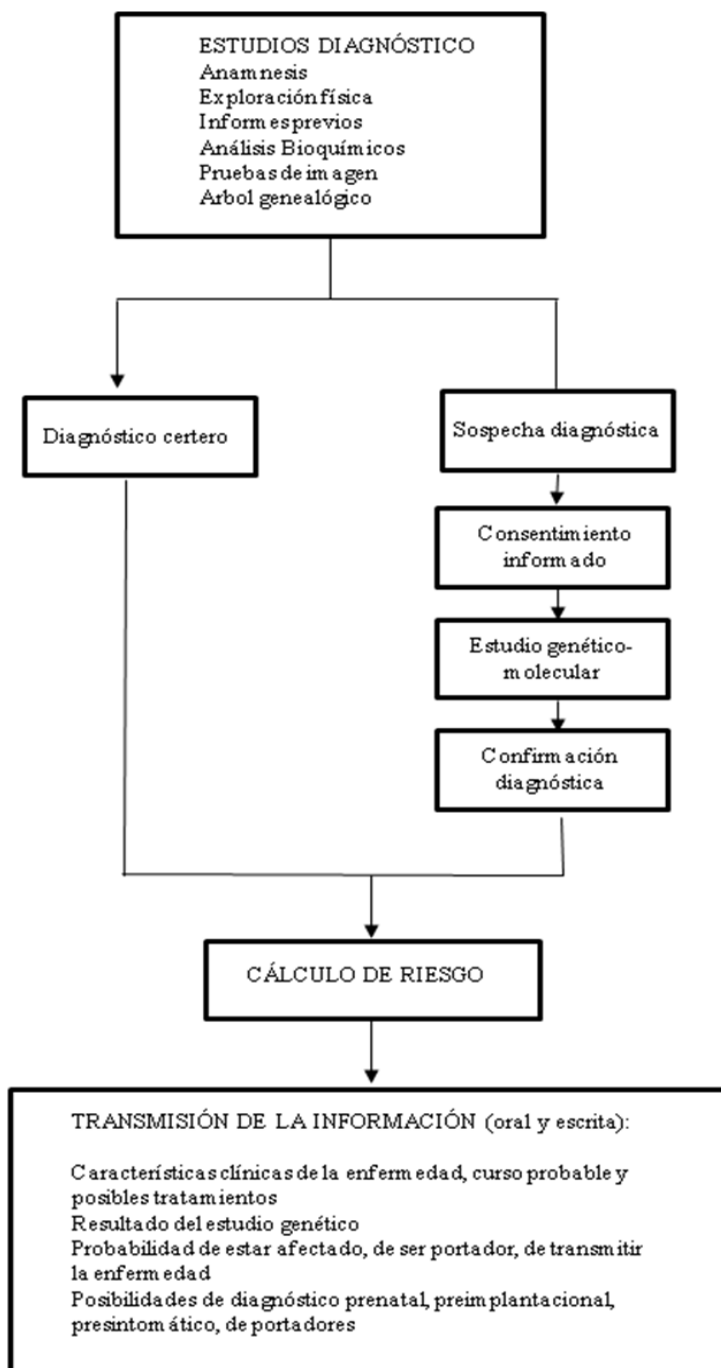 ESTUDIOS DIAGNÓSTICO
Anamnesis
Exploración física
Informes previos
Análisis Bioquímicos
Pruebas de imagen
Arbol genealógico
Diagnóstico certero
Sospecha diagnóstica
Consentimiento
informado
Estudio genético-
molecular
Confirmación
diagnóstica
CÁLCULO DE RIESGO
TRANSMISIÓN DE LA INFORMACIÓN (oral y escrita):
Características clínicas de la enfermedad, curso probable y
posibles tratamientos
Resultado del estudio genético
Probabilidad de estar afectado, de ser portador, de transmitir
la enfermedad
Posibilidades de diagnóstico prenatal, preimplantacional,
presintomático, de portadores